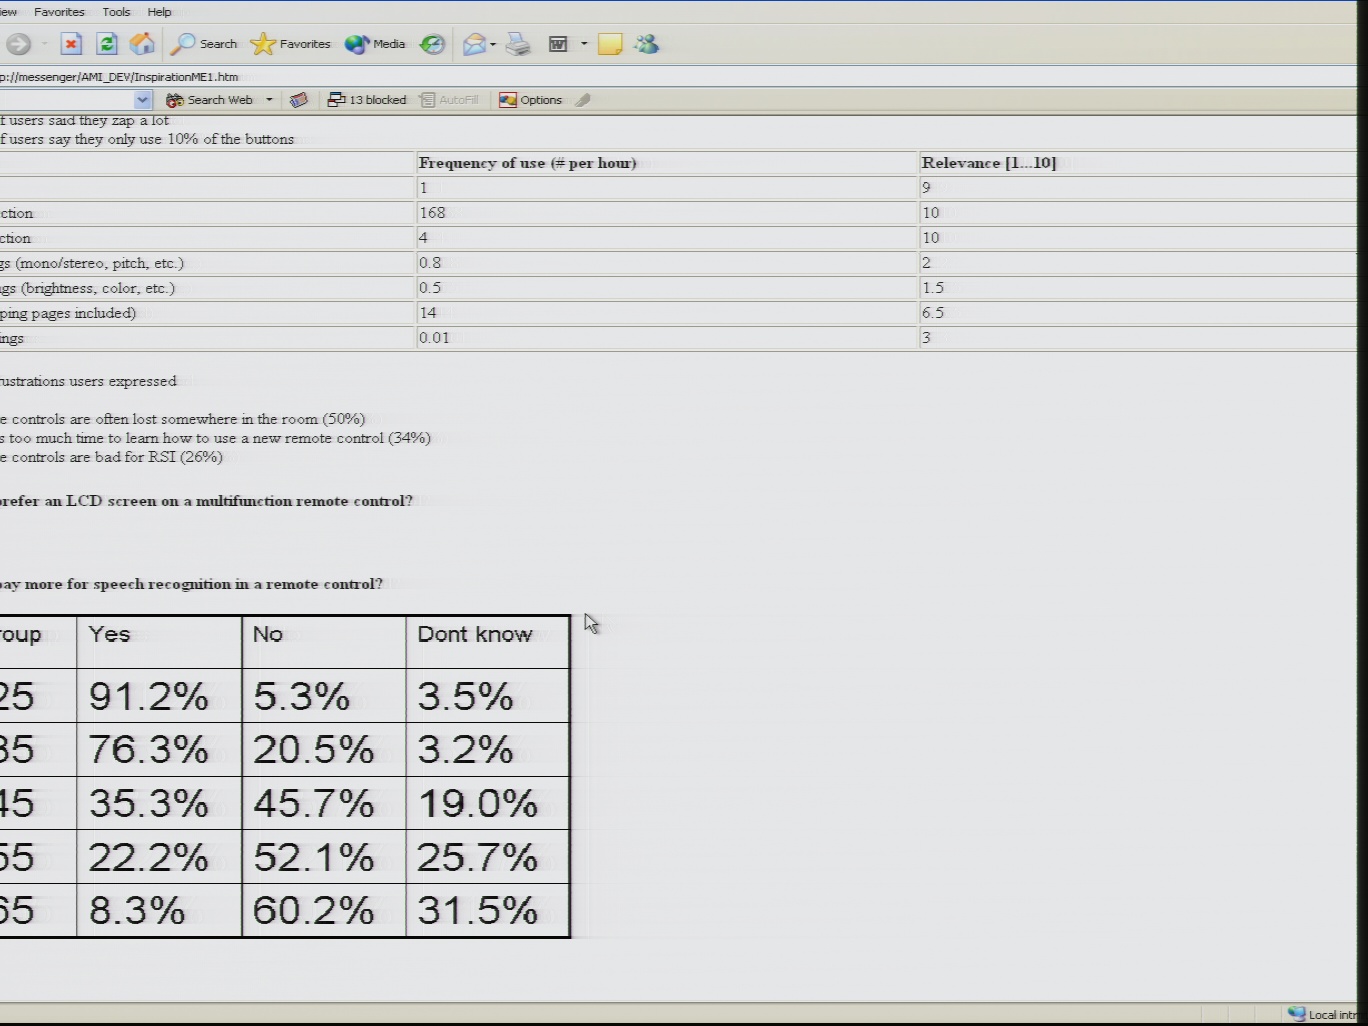 Favorites Tools Help
Search Favorites Media
p://messenger/AMI_DEV/InspirationME1.htm
Search Web 13 blocked AutoFill Options
f users said they zap a lot
f users say they only use 10% of the buttons
Frequency of use (# per hour) Relevance [1...10]
1 9
ction 168 10
ction 4 10
gs (mono/stereo, pitch, etc.) 0.8 2
ngs (brightness, color, etc.) 0.5 1.5
ping pages included) 14 6.5
ings 0.01 3
ustrations users expressed
e controls are often lost somewhere in the room (50%)
s too much time to learn how to use a new remote control (34%)
e controls are bad for RSI (26%)
prefer an LCD screen on a multifunction remote control?
pay more for speech recognition in a remote control?
roup Yes No Dont know
25 91.2% 5.3% 3.5%
35 76.3% 20.5% 3.2%
45 35.3% 45.7% 19.0%
55 22.2% 52.1% 25.7%
65 8.3% 60.2% 31.5%
Local intr